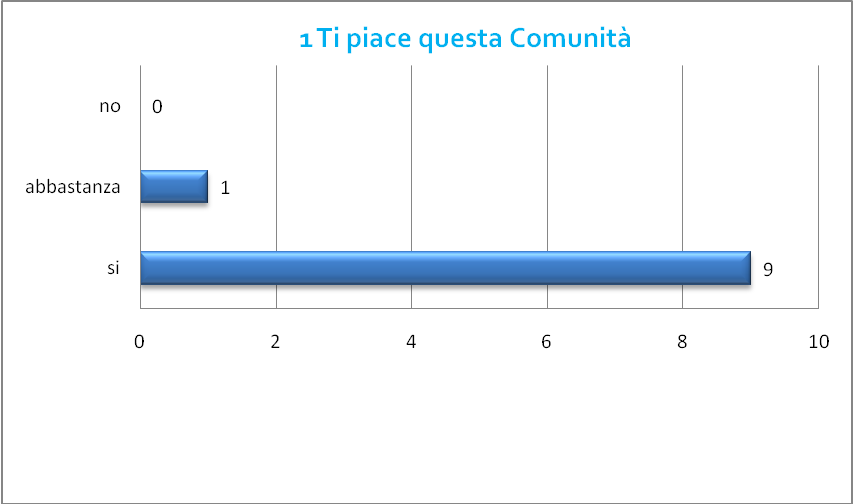 1 Ti piace questa Comunità
no 0
abbastanza 1
si 9
0 2 4 6 8 10